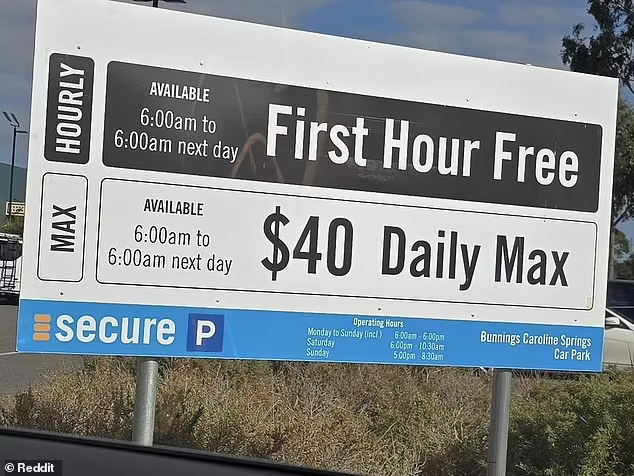 HOURLY
AVAILABLE
6:00am to
6:00am next day
First Hour Free
MAX
AVAILABLE
6:00am to
6:00am next day
$40 Daily Max
secure P
Operating Hours
Monday to Sunday (incl.) 6:00am - 6:00pm
Saturday 6:00pm - 10:30am
Sunday 5:00pm - 8:30am
Bunnings Caroline Springs
Car Park
© Reddit